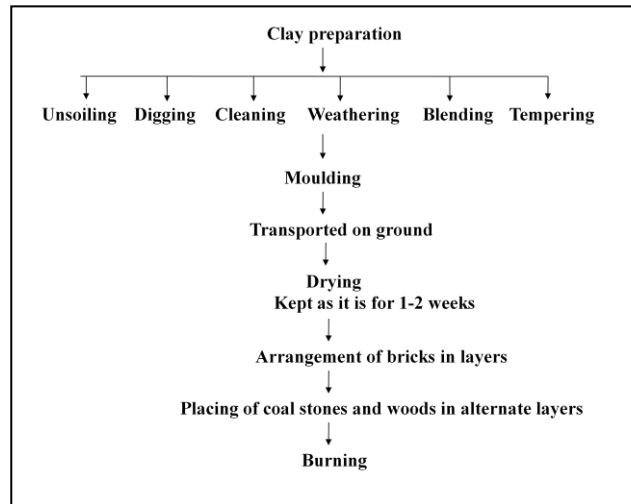 Clay preparation
Unsoiling Digging Cleaning Weathering Blending Tempering
Moulding
Transported on ground
Drying
Kept as it is for 1-2 weeks
Arrangement of bricks in layers
Placing of coal stones and woods in alternate layers
Burning